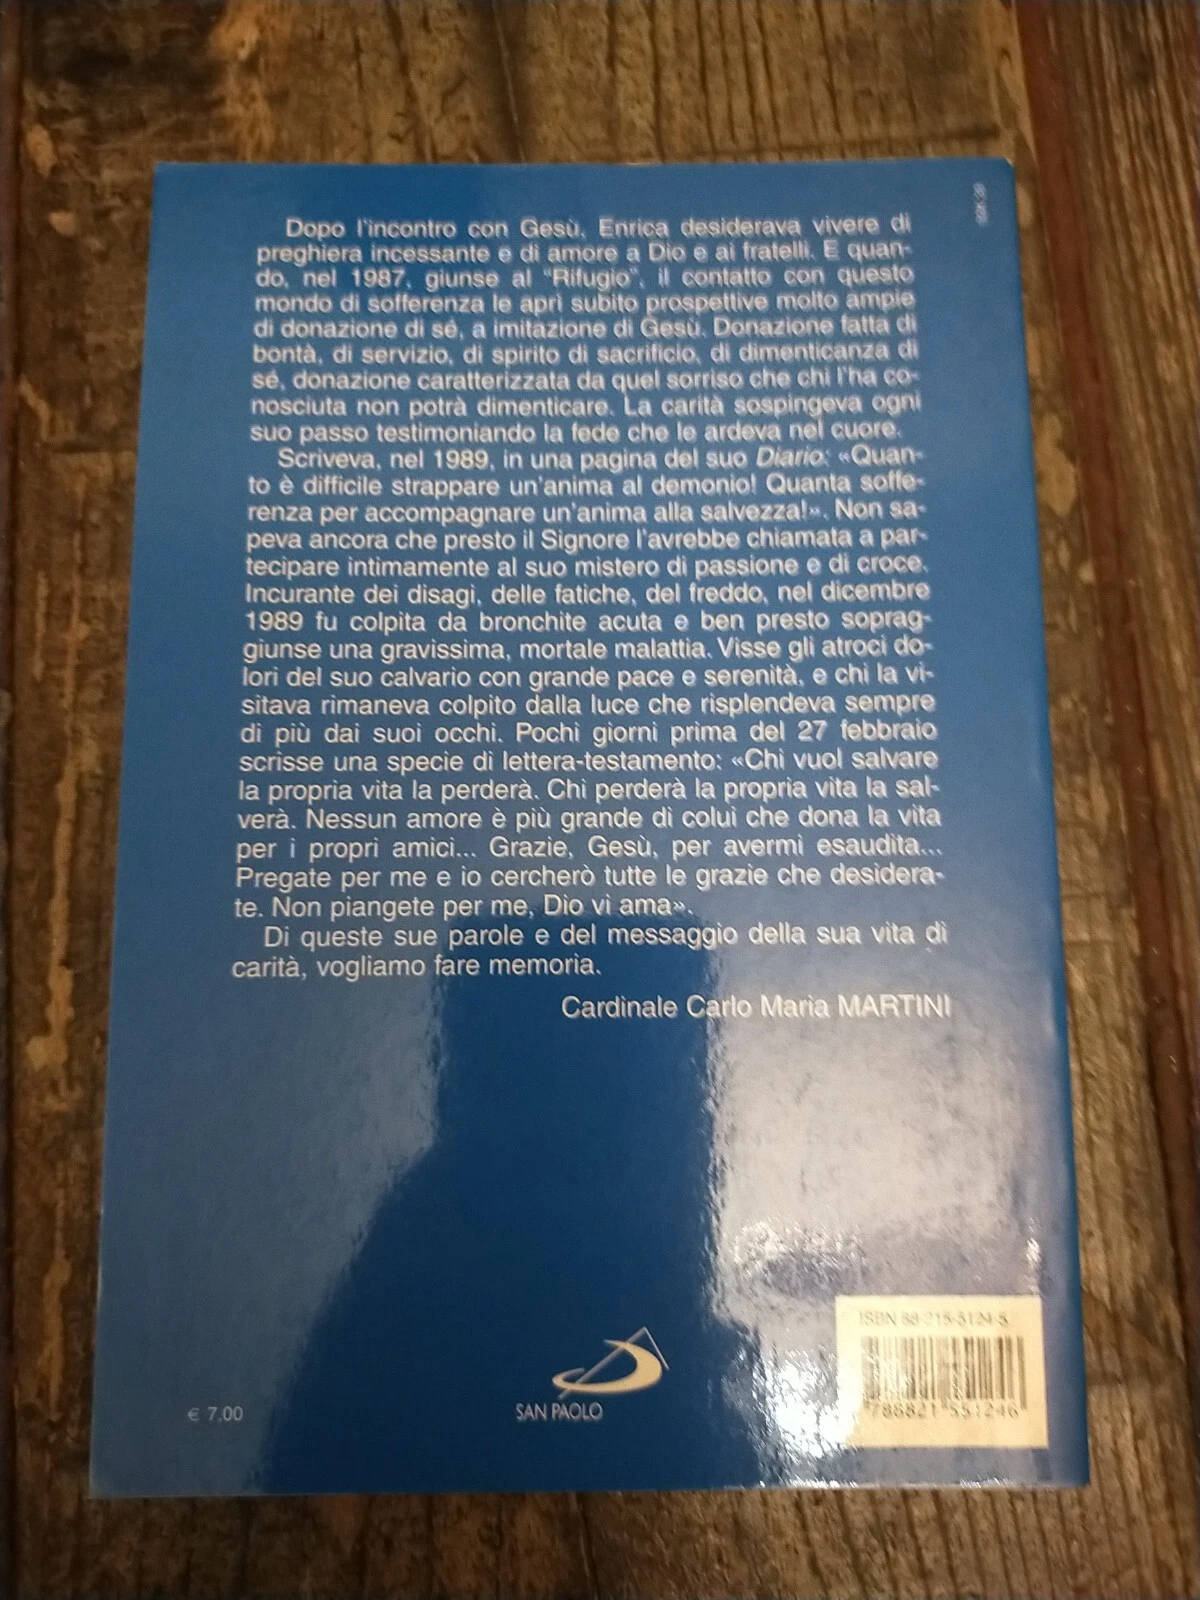 Dopo l'incontro con Gesù, Enrica desiderava vivere di
preghiera incessante e di amore a Dio e ai fratelli. E quan-
do, nel 1987, giunse al "Rifugio", il contatto con questo
mondo di sofferenza le aprì subito prospettive molto ampie
di donazione di sé, a imitazione di Gesù. Donazione fatta di
bontà, di servizio, di spirito di sacrificio, di dimenticanza di
sé, donazione caratterizzata da quel sorriso che chi l'ha co-
nosciuta non potrà dimenticare. La carità sospingeva ogni
suo passo testimoniando la fede che le ardeva nel cuore.
Scriveva, nel 1989, in una pagina del suo Diario: «Quan-
to è difficile strappare un'anima al demonio! Quanta soffe-
renza per accompagnare un'anima alla salvezza!». Non sa-
peva ancora che presto il Signore l'avrebbe chiamata a par-
tecipare intimamente al suo mistero di passione e di croce.
Incurante dei disagi, delle fatiche, del freddo, nel dicembre
1989 fu colpita da bronchite acuta e ben presto soprag-
giunse una gravissima, mortale malattia. Visse gli atroci do-
lori del suo calvario con grande pace e serenità, e chi la vi-
sitava rimaneva colpito dalla luce che risplendeva sempre
di più dai suoi occhi. Pochi giorni prima del 27 febbraio
scrisse una specie di lettera-testamento: «Chi vuol salvare
la propria vita la perderà. Chi perderà la propria vita la sal-
verà. Nessun amore è più grande di colui che dona la vita
per i propri amici... Grazie, Gesù, per avermi esaudita...
Pregate per me e io cercherò tutte le grazie che desidera-
te. Non piangete per me, Dio vi ama».
Di queste sue parole e del messaggio della sua vita di
carità, vogliamo fare memoria.
Cardinale Carlo Maria MARTINI
ISBN 88-215-5124-5
788821 551246
€ 7,00
SAN PAOLO